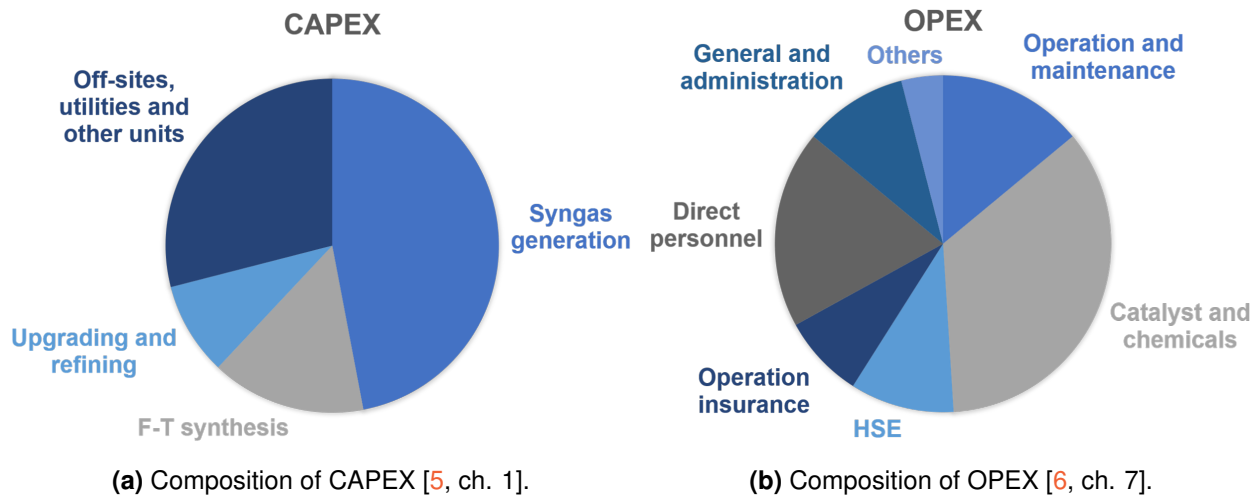 CAPEX
Off-sites,
utilities and
other units
Syngas
generation
Upgrading and
refining
F-T synthesis
(a) Composition of CAPEX [5, ch. 1].
OPEX
General and
administration
Others
Operation and
maintenance
Direct
personnel
Catalyst and
chemicals
Operation
insurance
HSE
(b) Composition of OPEX [6, ch. 7].